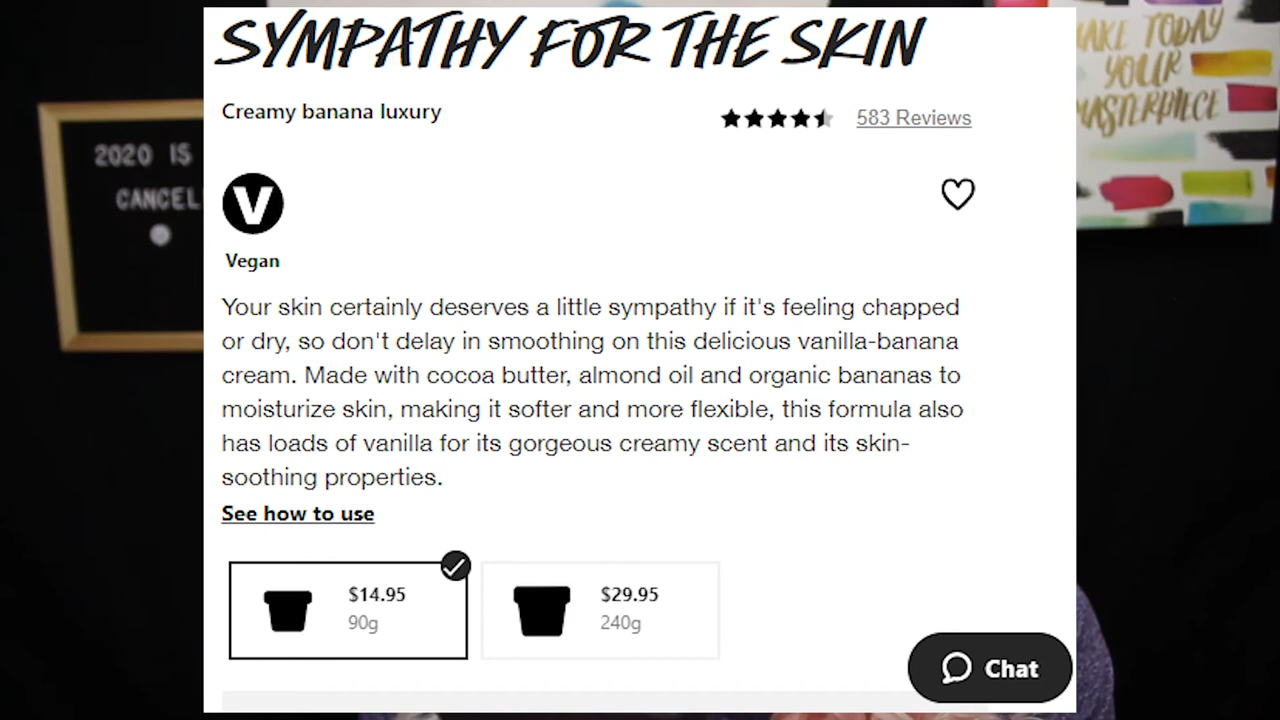 SYMPATHY FOR THE SKIN
Creamy banana luxury
583 Reviews
V
Vegan
Your skin certainly deserves a little sympathy if it's feeling chapped
or dry, so don't delay in smoothing on this delicious vanilla-banana
cream. Made with cocoa butter, almond oil and organic bananas to
moisturize skin, making it softer and more flexible, this formula also
has loads of vanilla for its gorgeous creamy scent and its skin-
soothing properties.
See how to use
$14.95
90g
$29.95
240g
Chat
2020 IS
CANCEL
MAKE TODAY
YOUR
MASTERPIECE